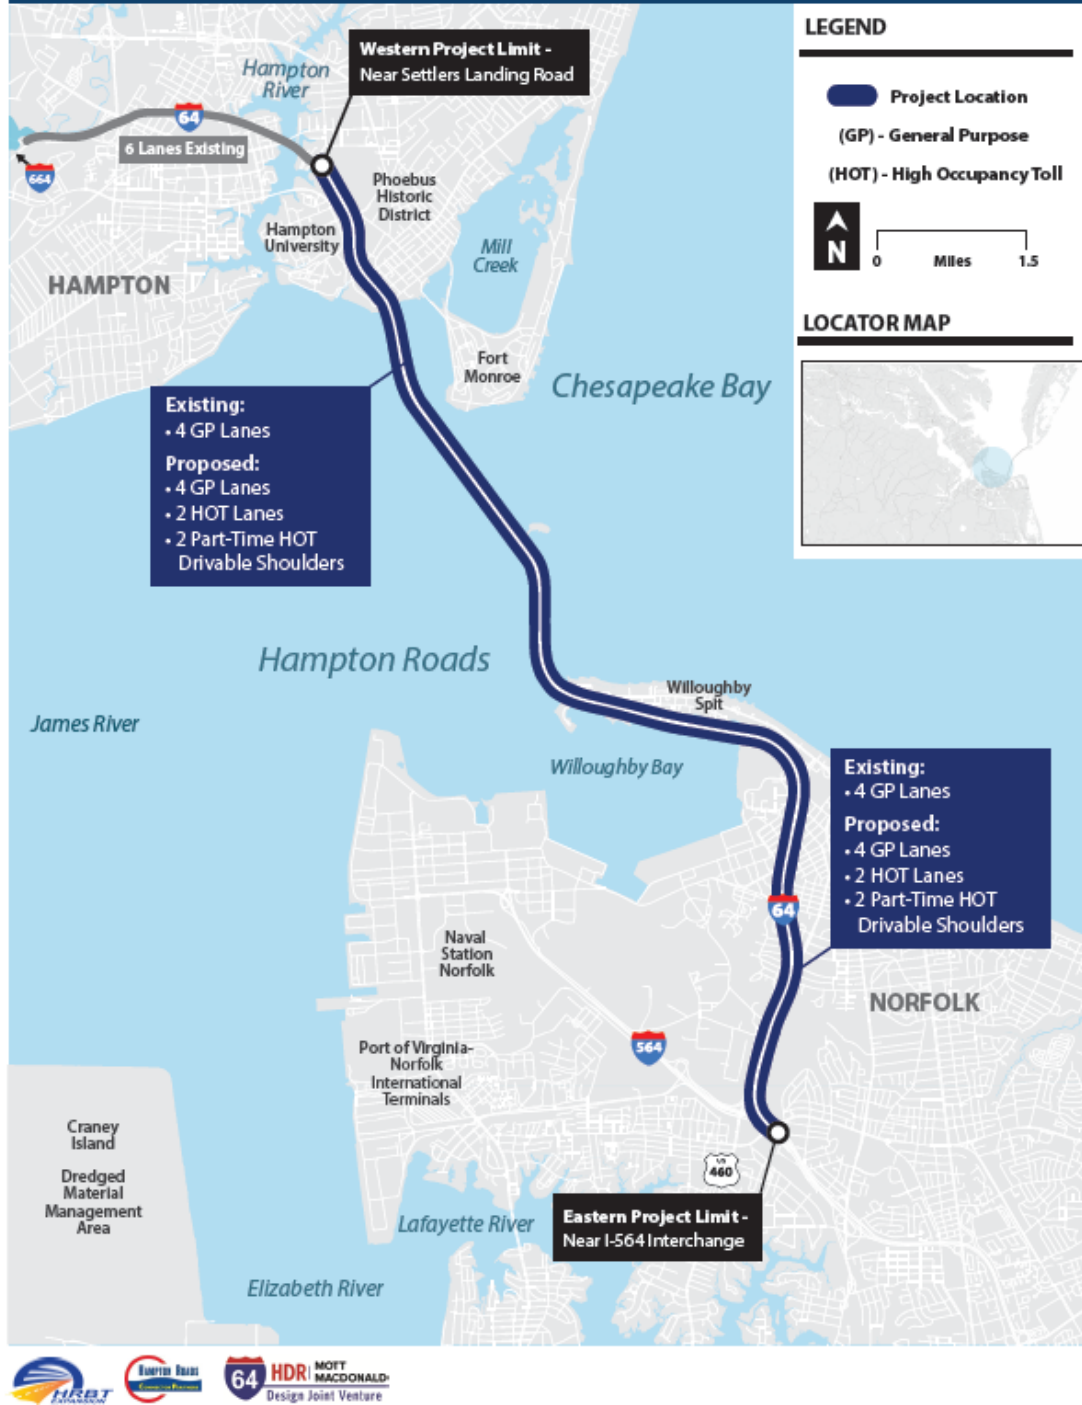 Western Project Limit -
Near Settlers Landing Road
Hampton
River
64
6 Lanes Existing
664
Phoebus
Historic
District
Hampton
University
Mill
Creek
HAMPTON
Fort
Monroe
Chesapeake Bay
LEGEND
Project Location
(GP) - General Purpose
(HOT) - High Occupancy Toll
N
0 Miles 1.5
LOCATOR MAP
Existing:
• 4 GP Lanes
Proposed:
• 4 GP Lanes
• 2 HOT Lanes
• 2 Part-Time HOT
Drivable Shoulders
Hampton Roads
James River
Willoughby
Spit
Willoughby Bay
Existing:
• 4 GP Lanes
Proposed:
• 4 GP Lanes
• 2 HOT Lanes
• 2 Part-Time HOT
Drivable Shoulders
64
Naval
Station
Norfolk
NORFOLK
564
Port of Virginia-
Norfolk
International
Terminals
Craney
Island
Dredged
Material
Management
Area
US
460
Lafayette River
Eastern Project Limit -
Near I-564 Interchange
Elizabeth River
HRBT
EXPANSION
HAMPTON ROADS
CONNECTOR PARTNERS
64
HDR
MOTT
MACDONALD
Design Joint Venture